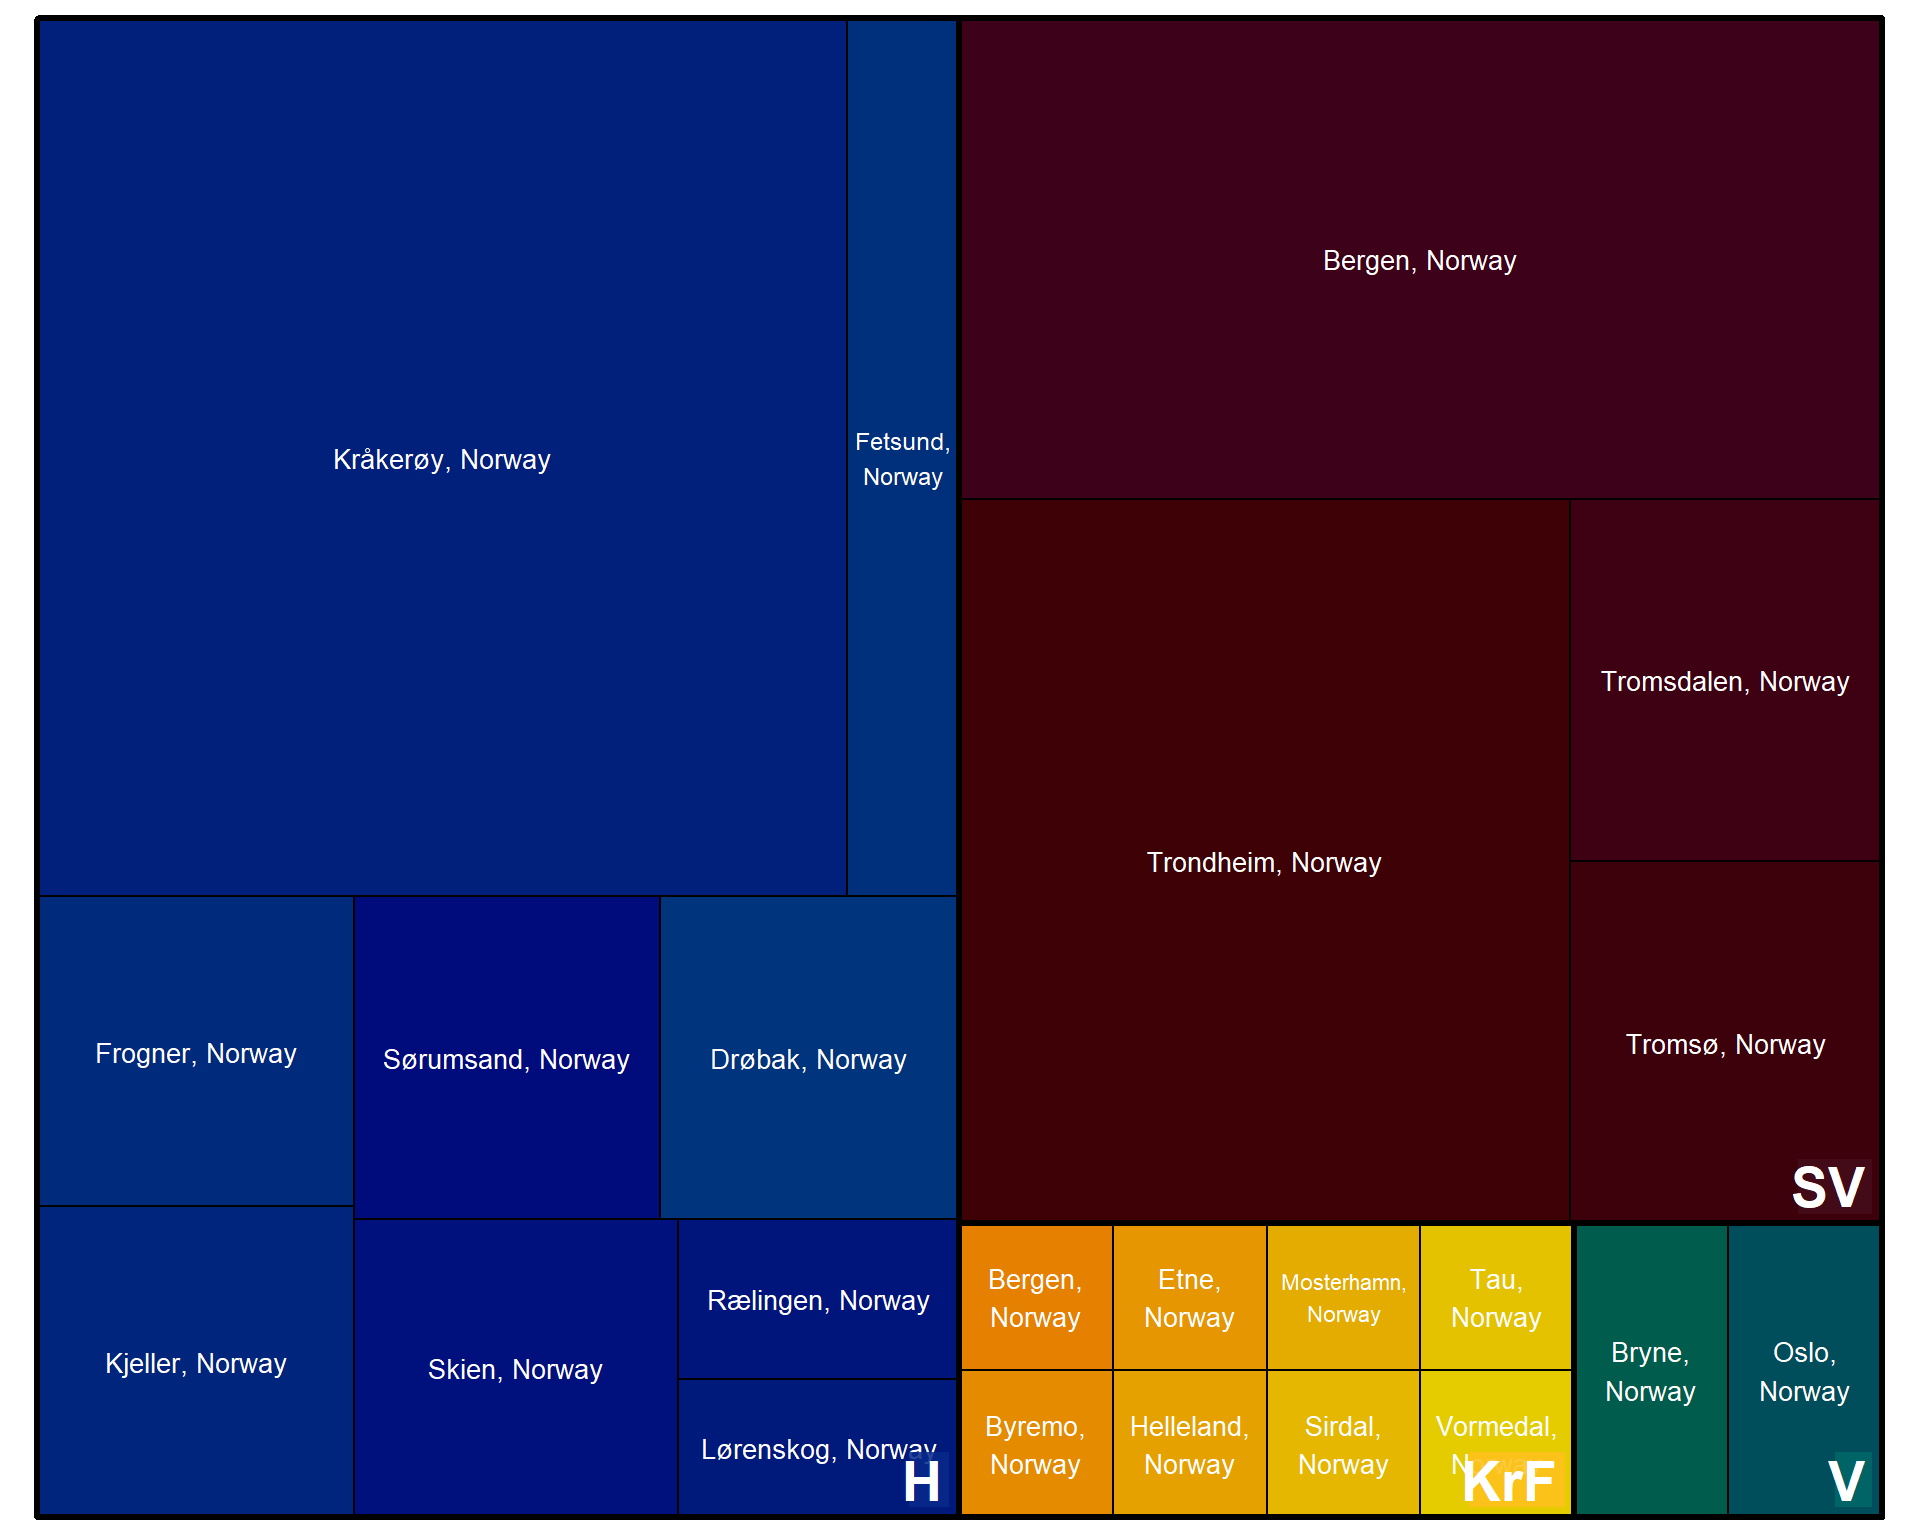 Kråkerøy, Norway
Fetsund,
Norway
Frogner, Norway
Sørumsand, Norway
Drøbak, Norway
Kjeller, Norway
Skien, Norway
Rælingen, Norway
Lørenskog, Norway
H
Bergen, Norway
Trondheim, Norway
Tromsdalen, Norway
Tromsø, Norway
SV
Bergen,
Norway
Etne,
Norway
Mosterhamn,
Norway
Tau,
Norway
Byremo,
Norway
Helleland,
Norway
Sirdal,
Norway
Vormedal,
Norway
KrF
Bryne,
Norway
Oslo,
Norway
V